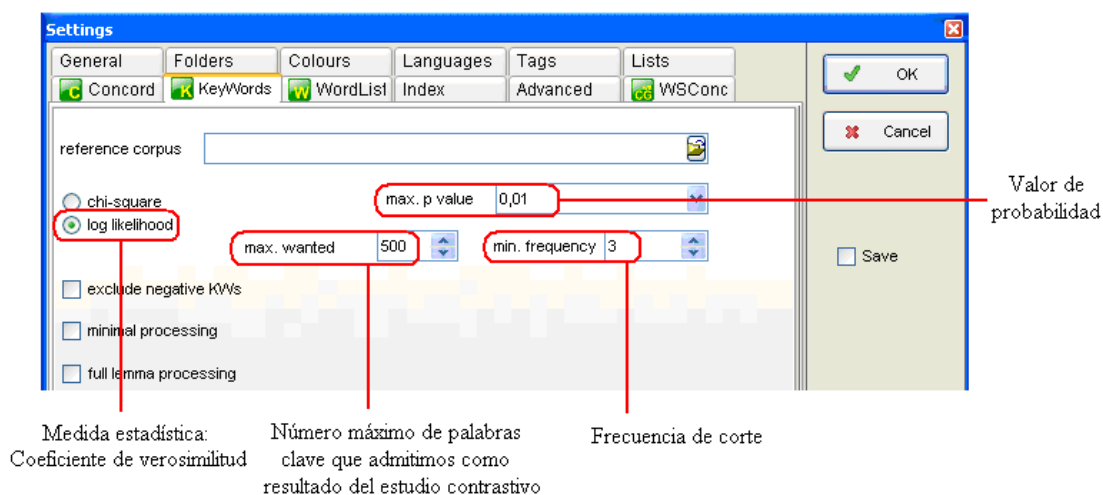 Settings
General Folders Colours Languages Tags Lists
Concord KeyWords WordList Index Advanced WSConc
OK
Cancel
reference corpus
chi-square
max. p value 0,01
log likelihood
max. wanted 500
min. frequency 3
Save
exclude negative KWs
minimal processing
full lemma processing
Valor de
probabilidad
Medida estadística:
Coeficiente de verosimilitud
Número máximo de palabras
clave que admitimos como
resultado del estudio contrastivo
Frecuencia de corte